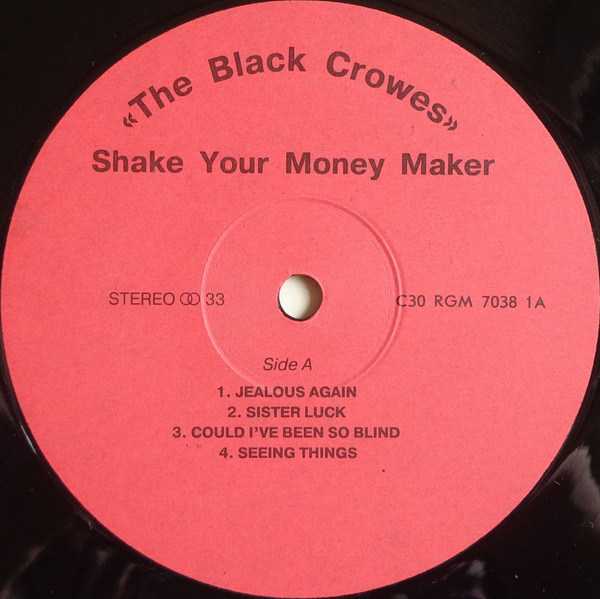 «The Black Crowes»
Shake Your Money Maker
STEREO ꝏ 33
C30 RGM 7038 1A
Side A
1. JEALOUS AGAIN
2. SISTER LUCK
3. COULD I'VE BEEN SO BLIND
4. SEEING THINGS